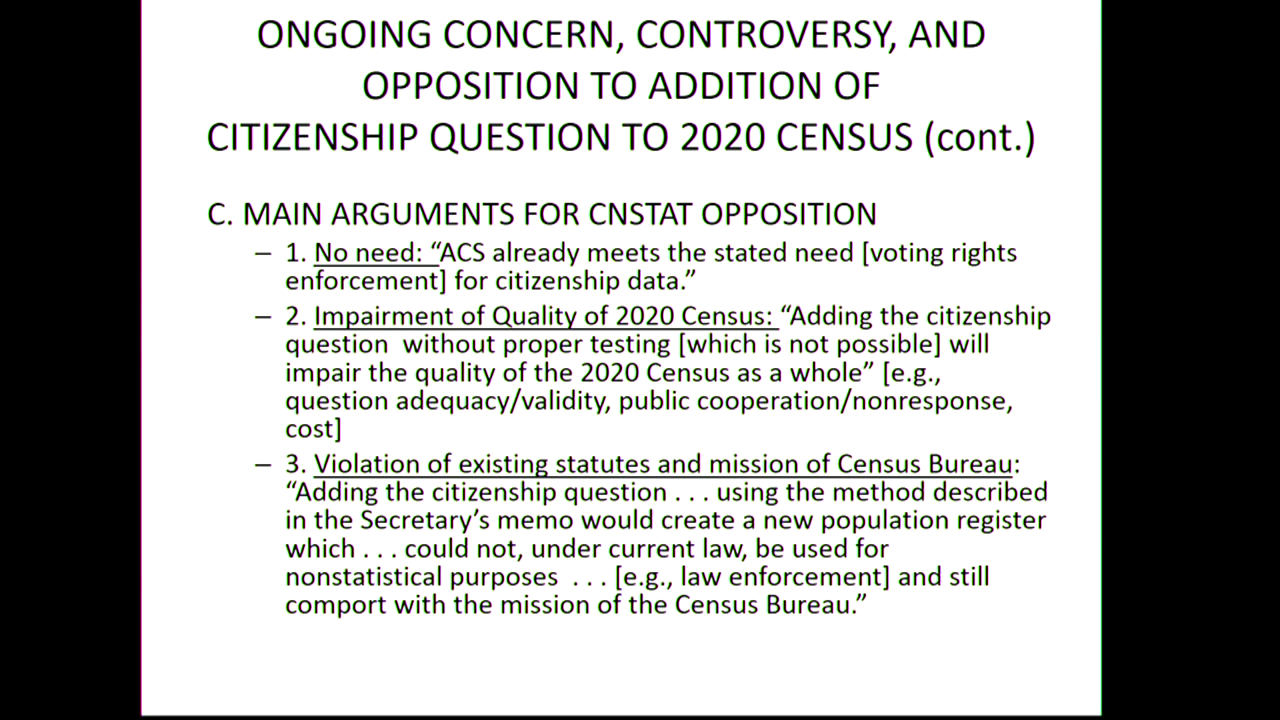 ONGOING CONCERN, CONTROVERSY, AND
OPPOSITION TO ADDITION OF
CITIZENSHIP QUESTION TO 2020 CENSUS (cont.)
C. MAIN ARGUMENTS FOR CNSTAT OPPOSITION
– 1. No need: “ACS already meets the stated need [voting rights
enforcement] for citizenship data.”
– 2. Impairment of Quality of 2020 Census: “Adding the citizenship
question without proper testing [which is not possible] will
impair the quality of the 2020 Census as a whole” [e.g.,
question adequacy/validity, public cooperation/nonresponse,
cost]
– 3. Violation of existing statutes and mission of Census Bureau:
“Adding the citizenship question . . . using the method described
in the Secretary’s memo would create a new population register
which . . . could not, under current law, be used for
nonstatistical purposes . . . [e.g., law enforcement] and still
comport with the mission of the Census Bureau.”